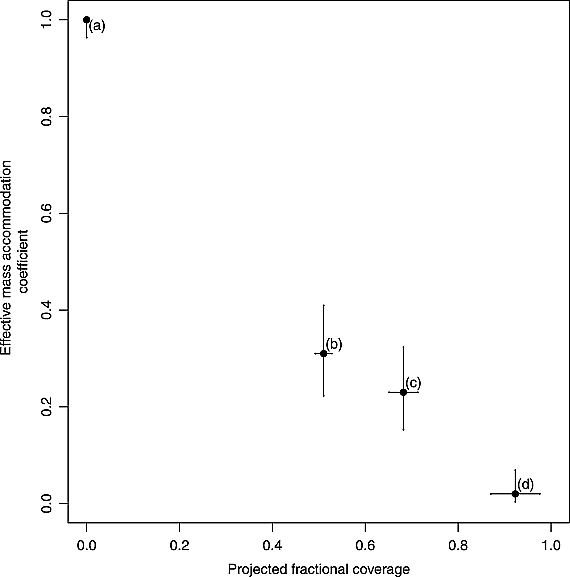 Effective mass accommodation
coefficient
1.0
0.8
0.6
0.4
0.2
0.0
(a)
(b)
(c)
(d)
0.0 0.2 0.4 0.6 0.8 1.0
Projected fractional coverage